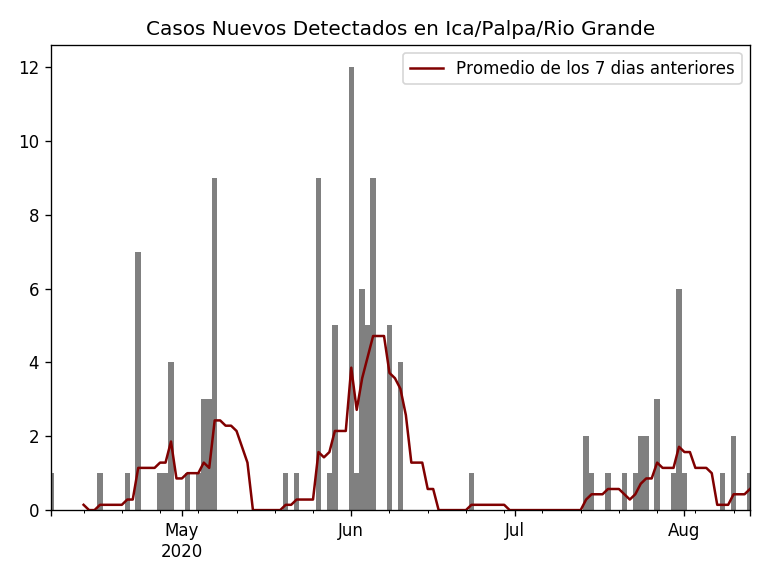 Casos Nuevos Detectados en Ica/Palpa/Rio Grande
Promedio de los 7 dias anteriores
12
10
8
6
4
2
0
May
2020
Jun
Jul
Aug